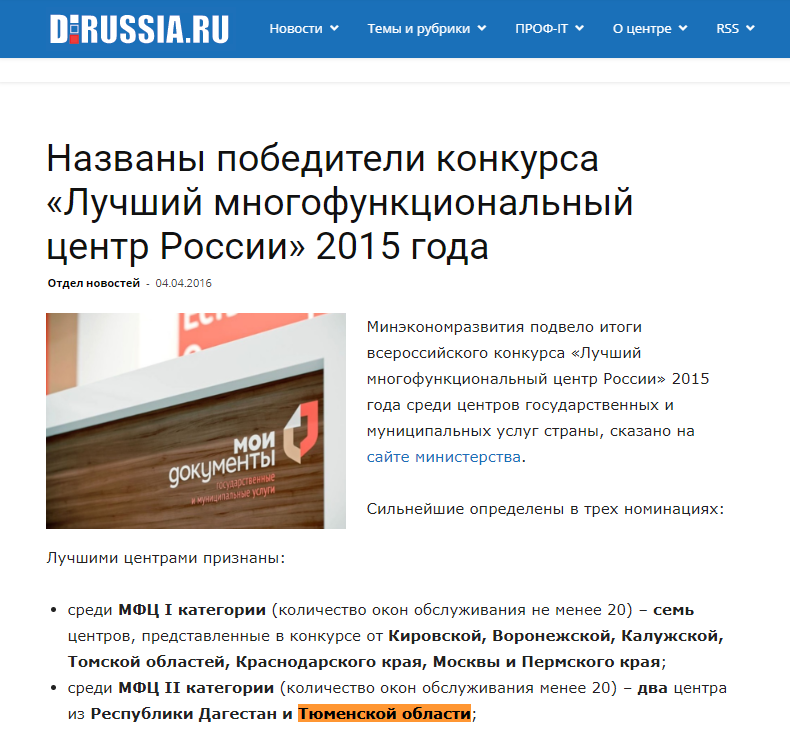 D RUSSIA.RU
Новости
Темы и рубрики
ПРОФ-IT
О центре
RSS
Названы победители конкурса
«Лучший многофункциональный
центр России» 2015 года
Отдел новостей - 04.04.2016
мои
документы
государственные
и муниципальные услуги
Минэкономразвития подвело итоги
всероссийского конкурса «Лучший
многофункциональный центр России» 2015
года среди центров государственных и
муниципальных услуг страны, сказано на
сайте министерства.
Сильнейшие определены в трех номинациях:
Лучшими центрами признаны:
• среди МФЦ I категории (количество окон обслуживания не менее 20) – семь
центров, представленные в конкурсе от Кировской, Воронежской, Калужской,
Томской областей, Краснодарского края, Москвы и Пермского края;
• среди МФЦ II категории (количество окон обслуживания менее 20) – два центра
из Республики Дагестан и Тюменской области;